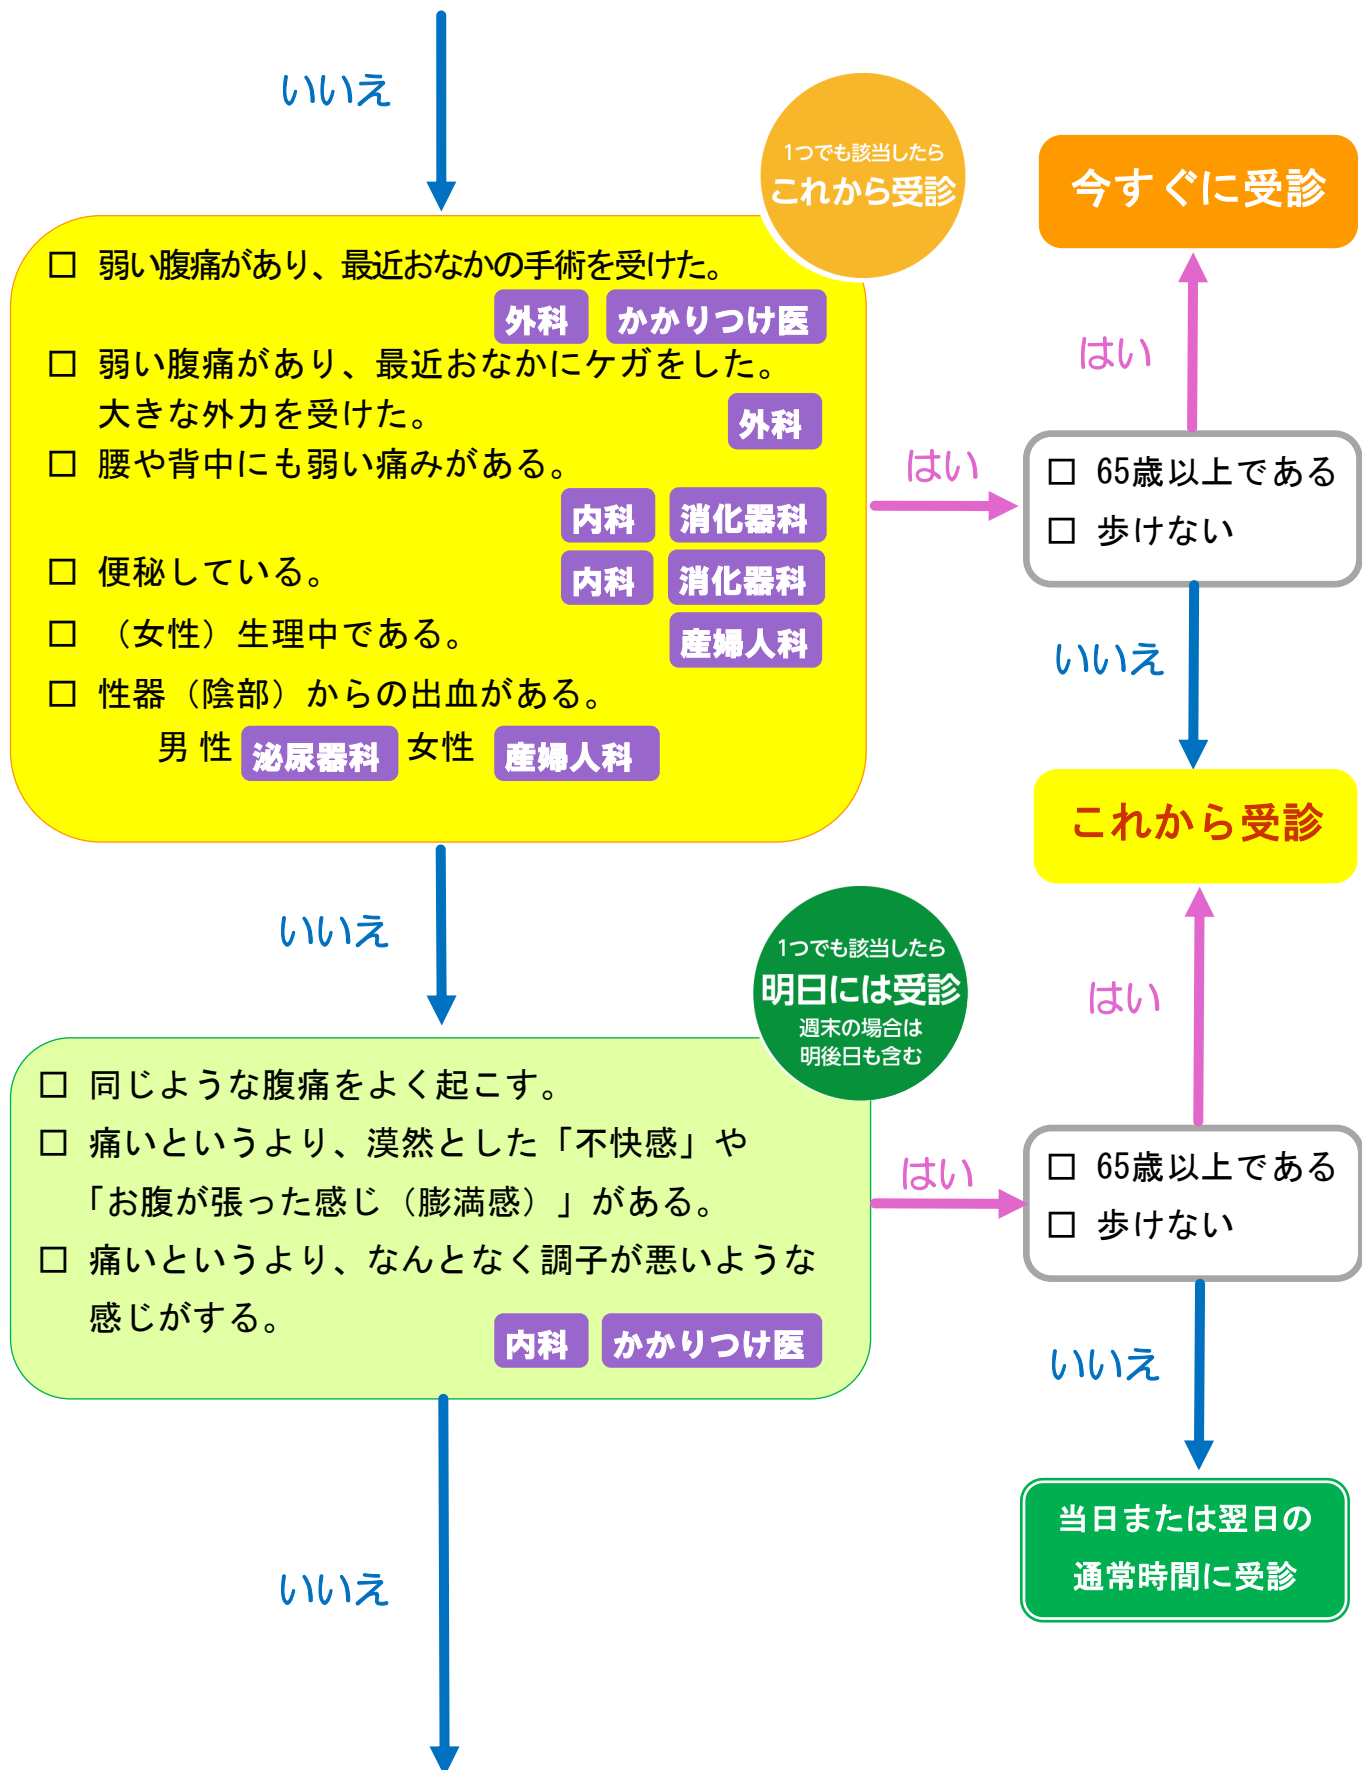 いいえ
1つでも該当したら
これから受診
今すぐに受診
□ 弱い腹痛があり、最近おなかの手術を受けた。
外科 かかりつけ医
はい
□ 弱い腹痛があり、最近おなかにケガをした。
大きな外力を受けた。
外科
□ 腰や背中にも弱い痛みがある。
内科 消化器科
□ 便秘している。
内科 消化器科
□ （女性）生理中である。
産婦人科
□ 性器（陰部）からの出血がある。
男性 泌尿器科 女性 産婦人科
はい
□ 65歳以上である
□ 歩けない
いいえ
これから受診
いいえ
1つでも該当したら
明日には受診
週末の場合は
明後日も含む
はい
□ 同じような腹痛をよく起こす。
□ 痛いというより、漠然とした「不快感」や
「お腹が張った感じ（膨満感）」がある。
□ 痛いというより、なんとなく調子が悪いような
感じがする。
内科 かかりつけ医
はい
□ 65歳以上である
□ 歩けない
いいえ
当日または翌日の
通常時間に受診
いいえ